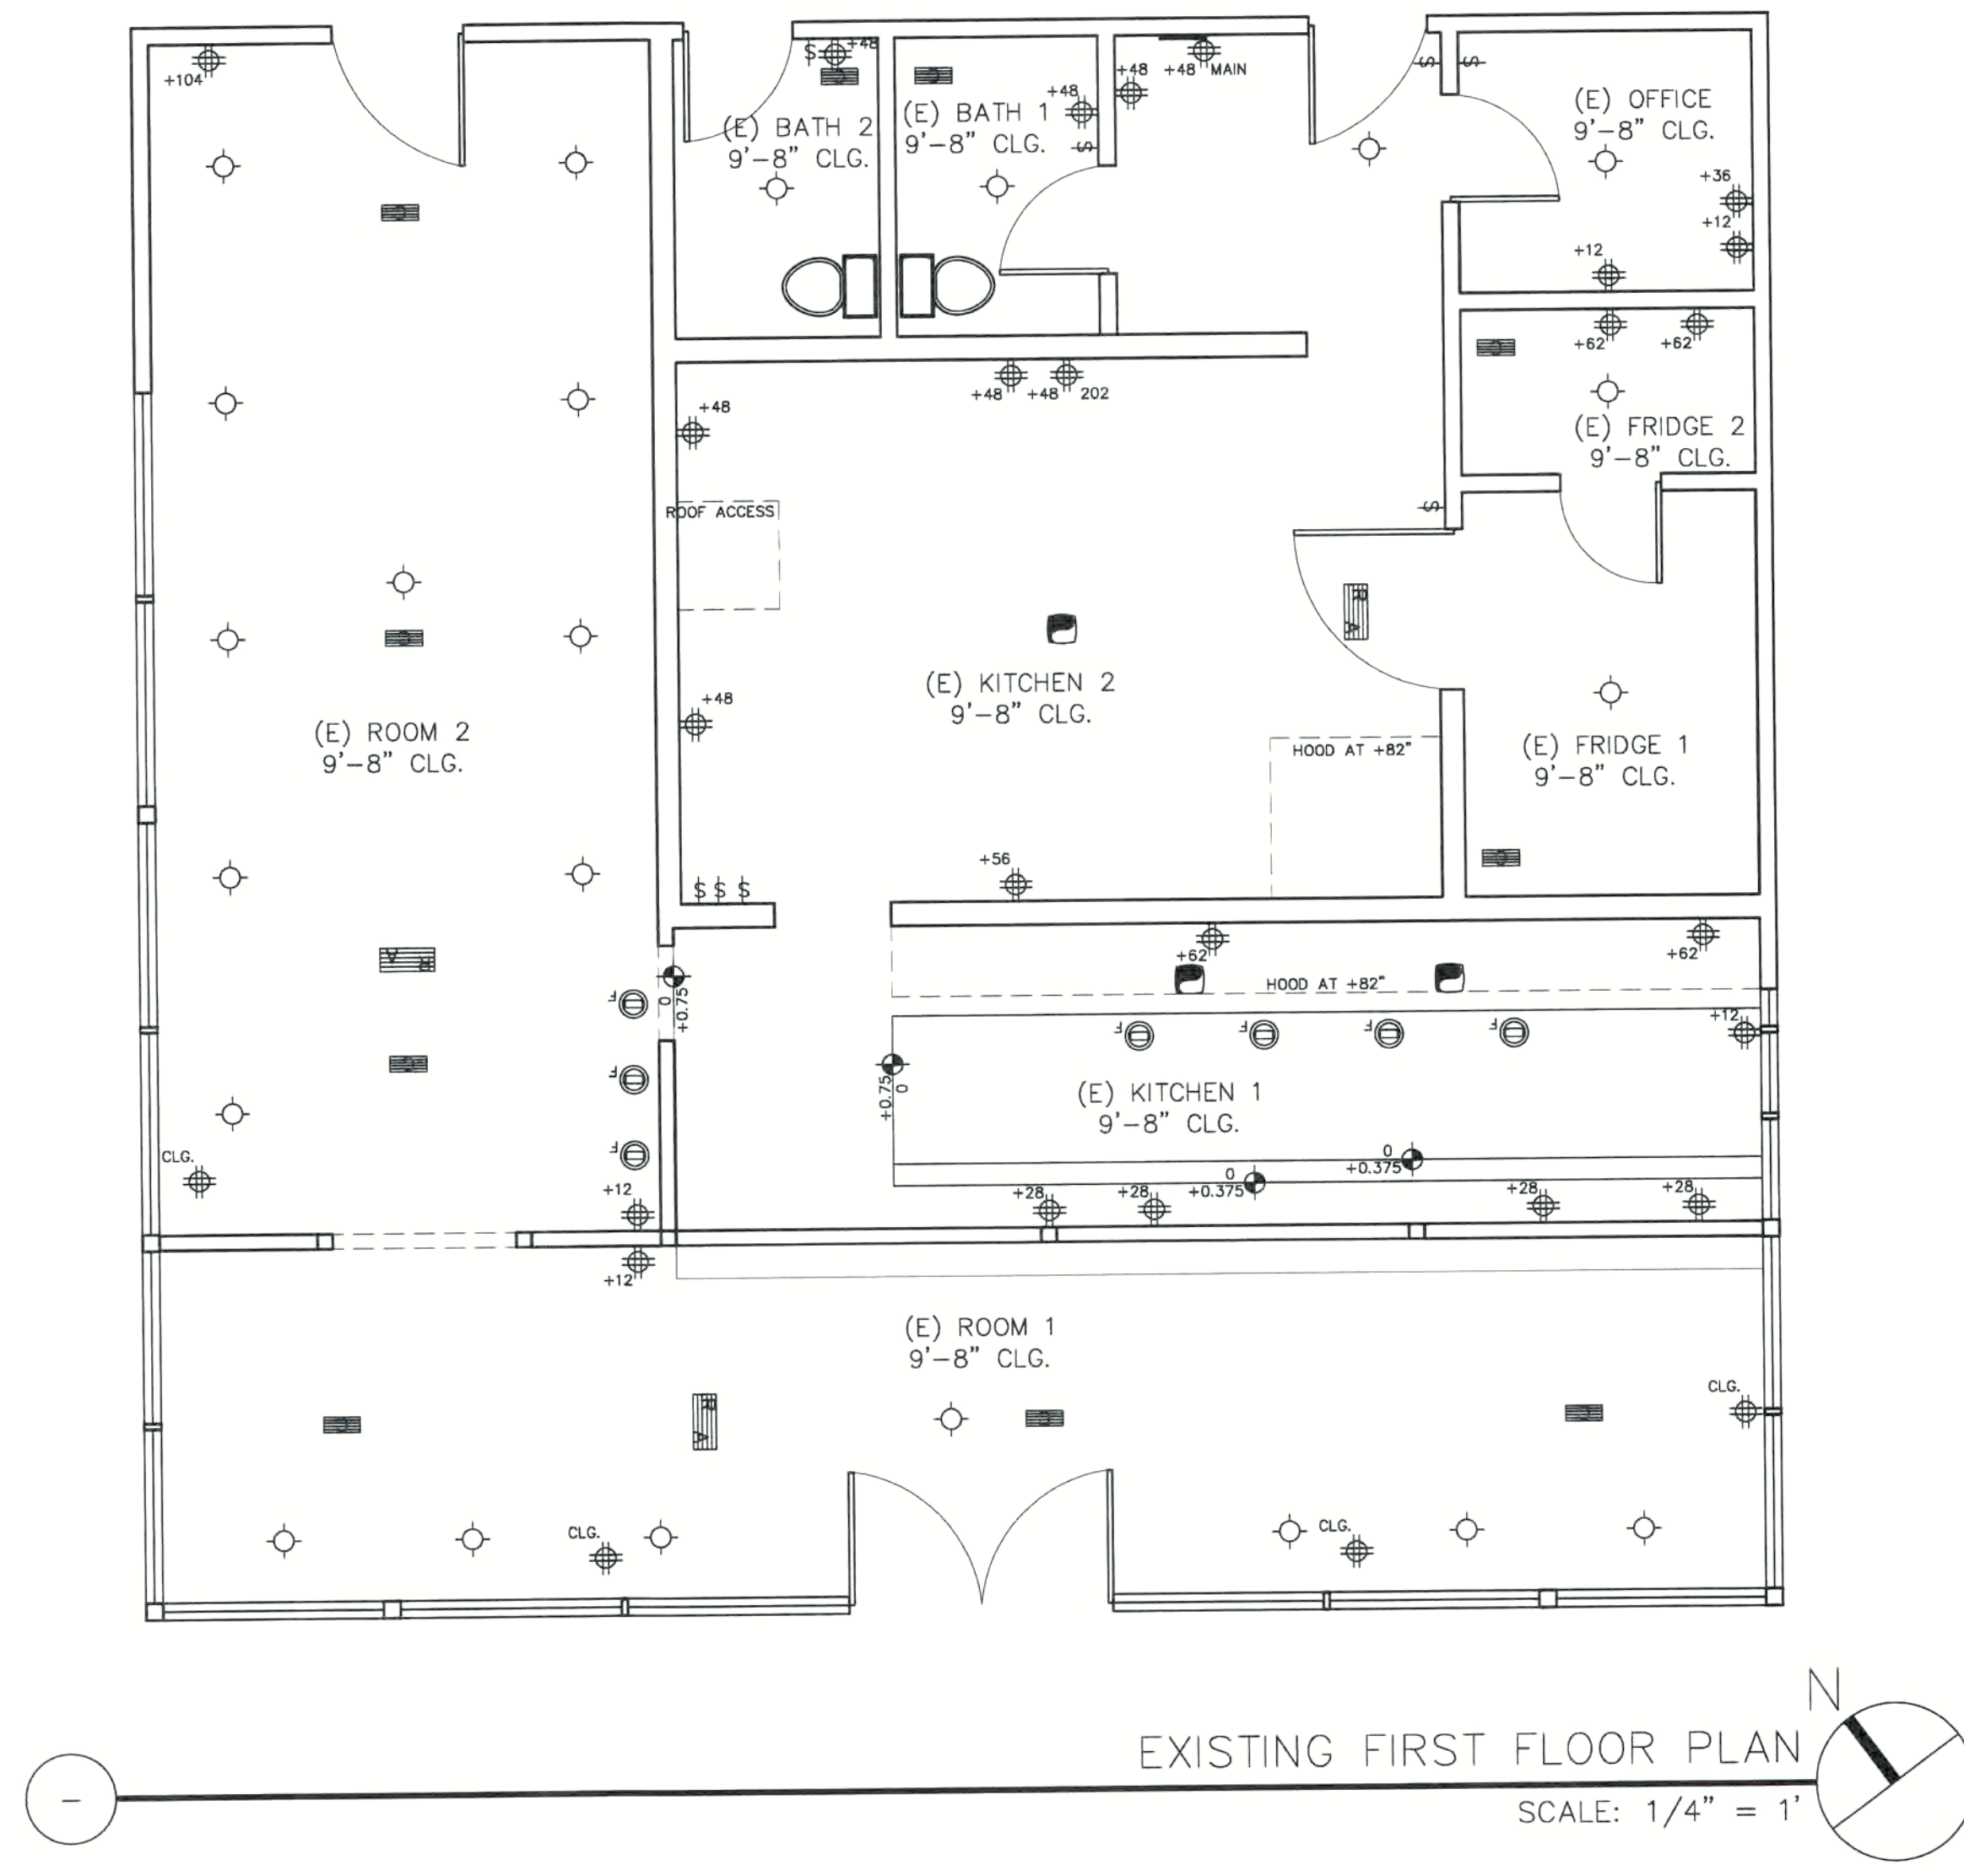 +104
S
+48
+48
+48
+48 MAIN
S
S
(E) BATH 2
9'-8" CLG.
(E) BATH 1
9'-8" CLG.
S
(E) OFFICE
9'-8" CLG.
+36
+12
+12
+62
+62
(E) FRIDGE 2
9'-8" CLG.
+48
+48
+48
202
ROOF ACCESS
S
R
A
(E) KITCHEN 2
9'-8" CLG.
+48
(E) ROOM 2
9'-8" CLG.
HOOD AT +82"
(E) FRIDGE 1
9'-8" CLG.
+56
S S S
A
R
+62
+62
HOOD AT +82"
0
+0.75
F
F
F
F
F
F
F
+12
+0.75
0
(E) KITCHEN 1
9'-8" CLG.
0
+0.375
0
+0.375
CLG.
+12
+28
+28
+28
+28
+12
(E) ROOM 1
9'-8" CLG.
R
A
CLG.
CLG.
CLG.
N
EXISTING FIRST FLOOR PLAN
SCALE: 1/4" = 1'
-